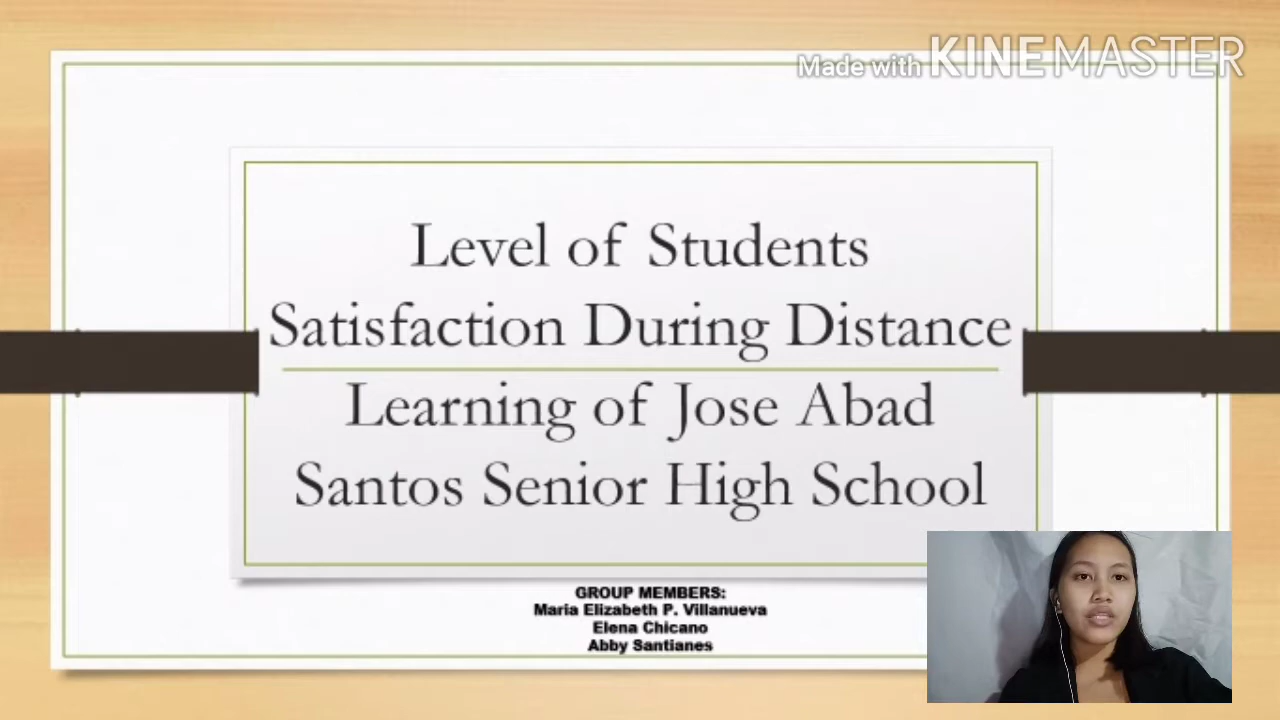 Made with KINEMASTER
Level of Students
Satisfaction During Distance
Learning of Jose Abad
Santos Senior High School
GROUP MEMBERS:
Maria Elizabeth P. Villanueva
Elena Chicano
Abby Santianes